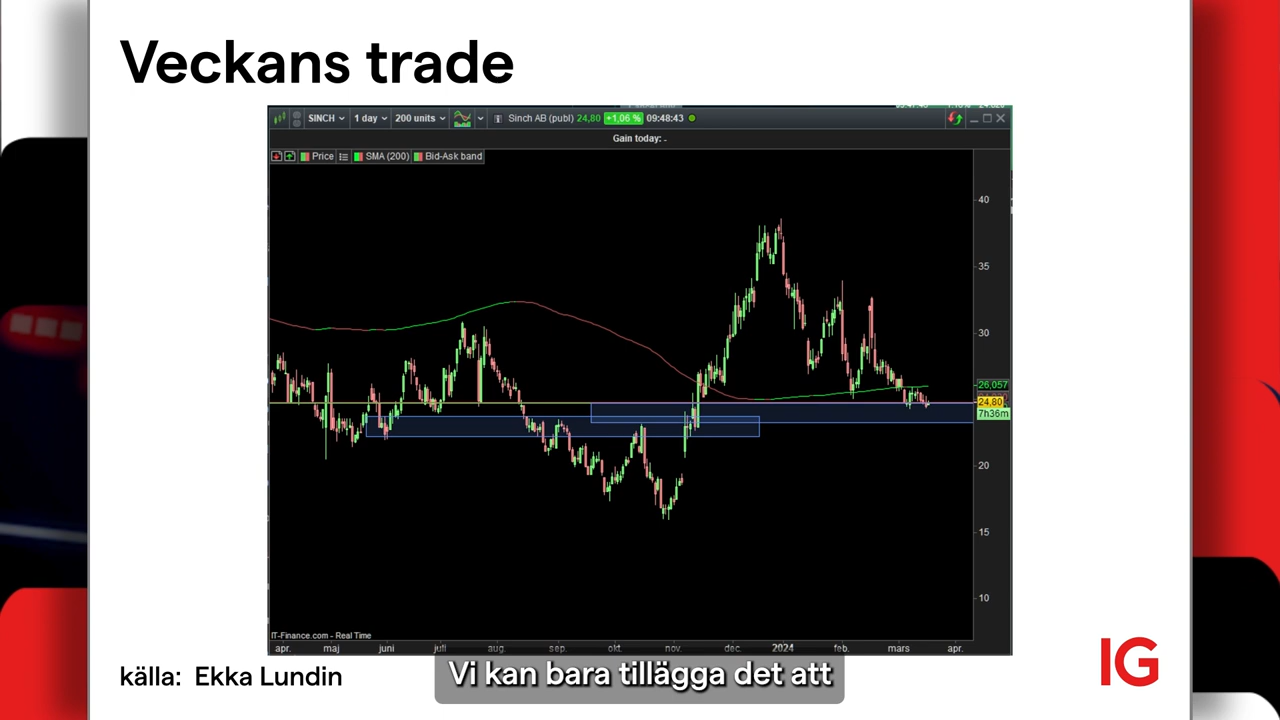 Veckans trade
SINCH 1 day 200 units Sinch AB (publ) 24,80 +1,06 % 09:48:43
Gain today: -
Price SMA (200) Bid-Ask band
40
35
30
26,057
24,80
7h36m
20
15
10
IT-Finance.com - Real Time
apr. maj juni juli aug. sep. okt. nov. dec. 2024 feb. mars apr.
källa: Ekka Lundin
Vi kan bara tillägga det att
IG